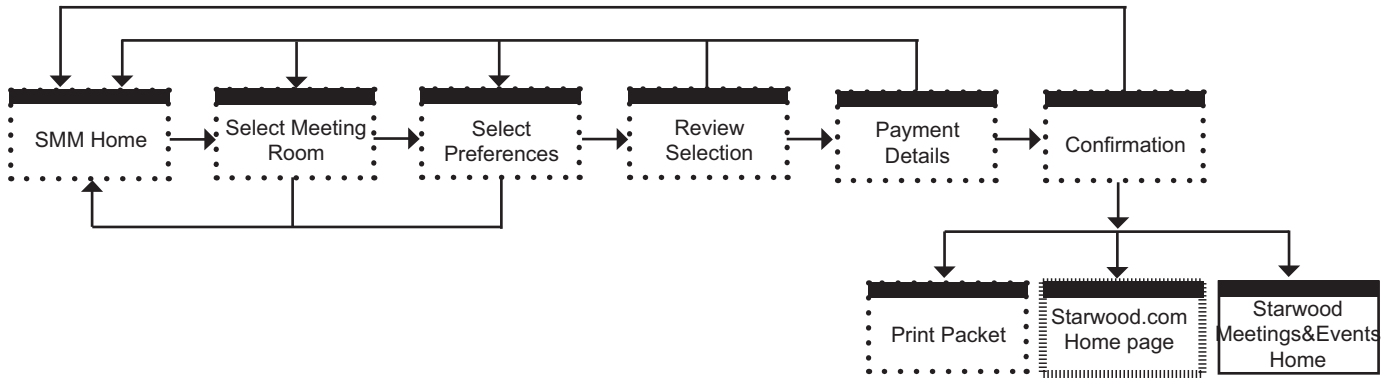 SMM Home
Select Meeting
Room
Select
Preferences
Review
Selection
Payment
Details
Confirmation
Print Packet
Starwood.com
Home page
Starwood
Meetings&Events
Home